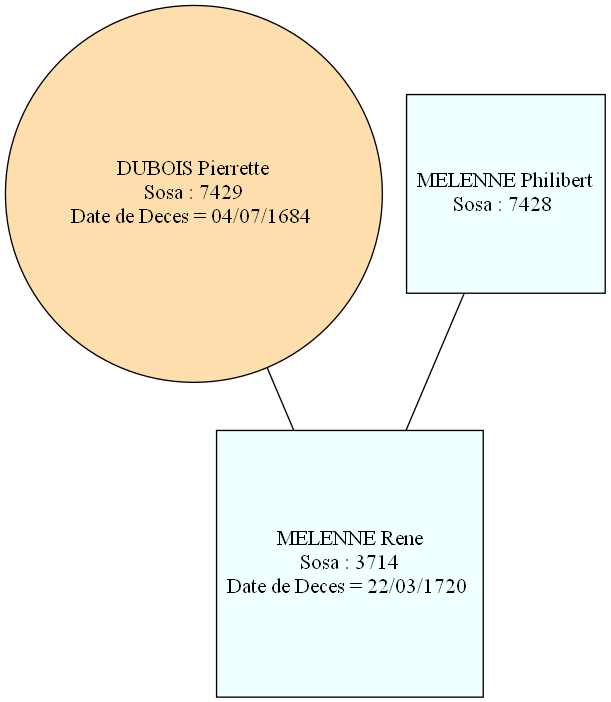 DUBOIS Pierrette
Sosa : 7429
Date de Deces = 04/07/1684
MELENNE Philibert
Sosa : 7428
MELENNE Rene
Sosa : 3714
Date de Deces = 22/03/1720